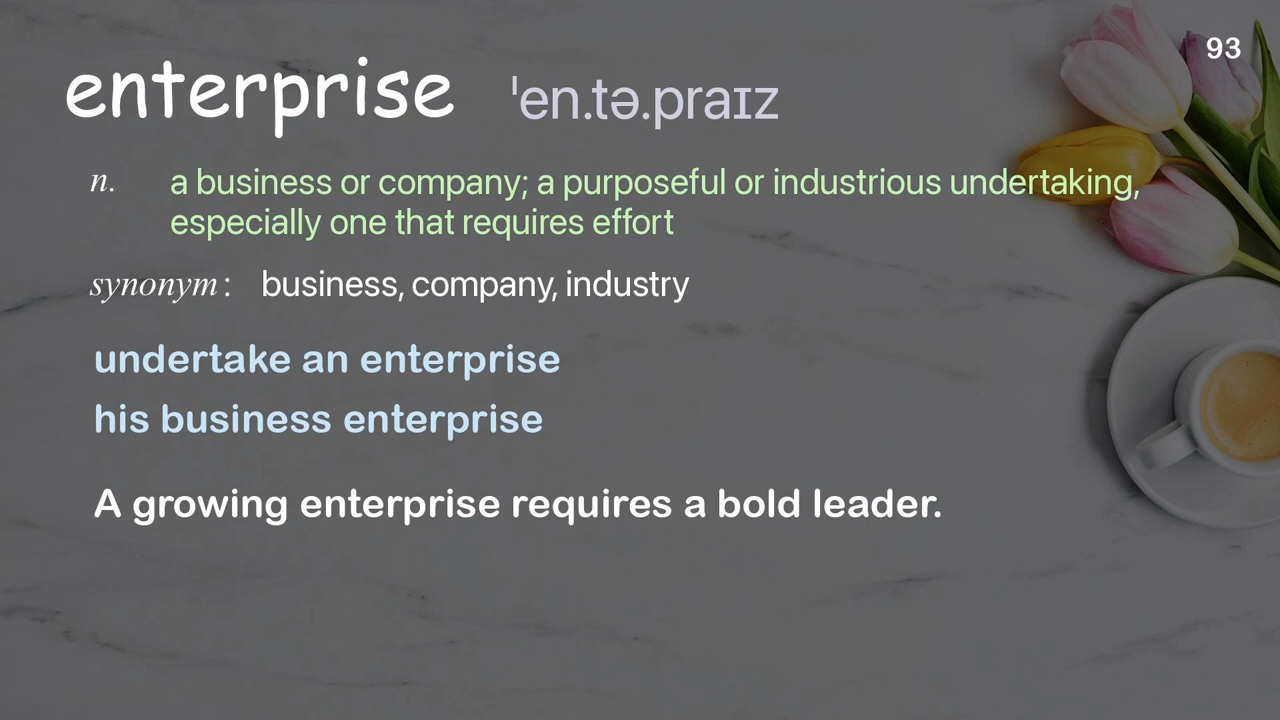 93
enterprise ˈen.tə.praɪz
n. a business or company; a purposeful or industrious undertaking,
especially one that requires effort
synonym: business, company, industry
undertake an enterprise
his business enterprise
A growing enterprise requires a bold leader.